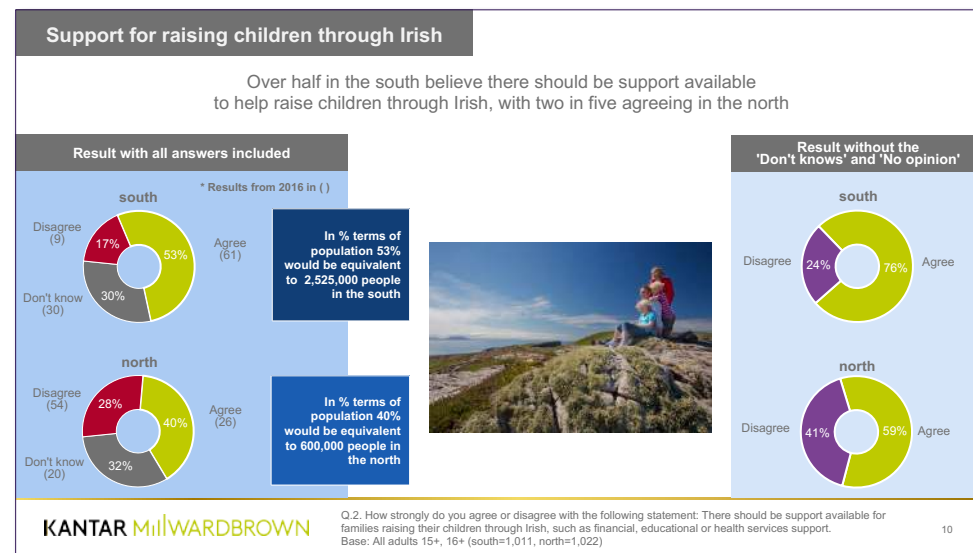 Support for raising children through Irish
Over half in the south believe there should be support available
to help raise children through Irish, with two in five agreeing in the north
Result with all answers included
* Results from 2016 in ( )
south
Disagree
(9)
17%
53%
Agree
(61)
30%
Don't know
(30)
In % terms of
population 53%
would be equivalent
to 2,525,000 people
in the south
north
Disagree
(54)
28%
40%
Agree
(26)
32%
Don't know
(20)
In % terms of
population 40%
would be equivalent
to 600,000 people in
the north
Result without the
'Don't knows' and 'No opinion'
south
Disagree
24%
76%
Agree
north
Disagree
41%
59%
Agree
KANTAR MillWARDBROWN
Q.2. How strongly do you agree or disagree with the following statement: There should be support available for
families raising their children through Irish, such as financial, educational or health services support.
Base: All adults 15+, 16+ (south=1,011, north=1,022)
10